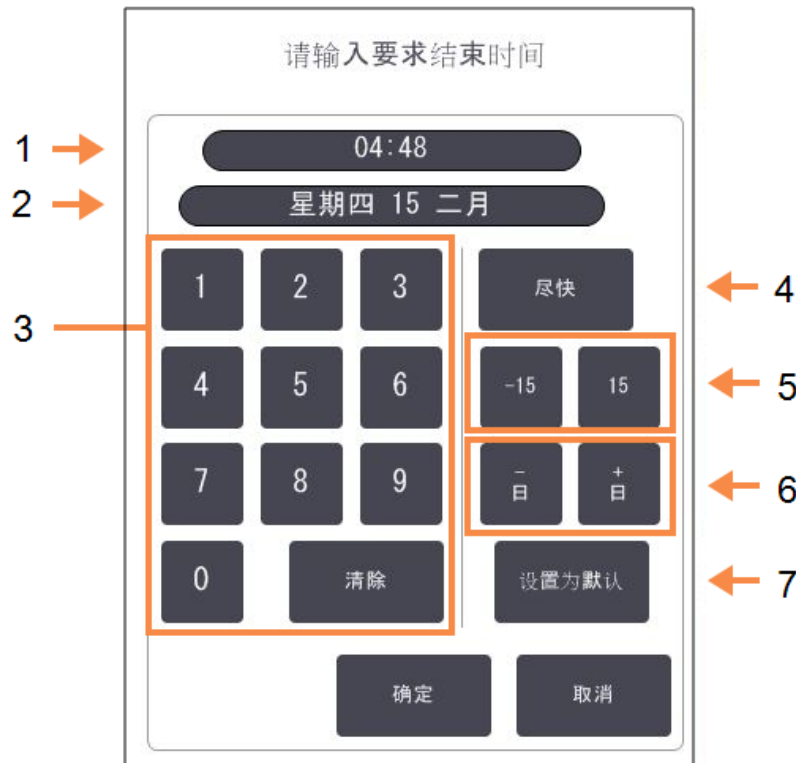 请输入要求结束时间
1
04:48
2
星期四 15 二月
3
1 2 3
尽快
4
4 5 6
-15 15
5
7 8 9
- 日 + 日
6
0 清除
设置为默认
7
确定 取消